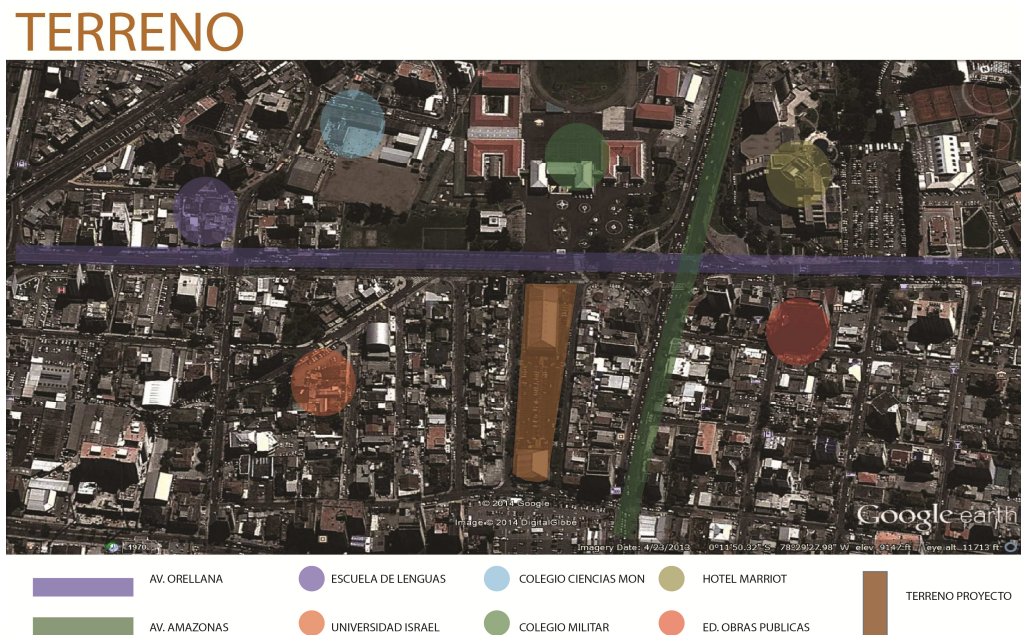 TERRENO
© 2014 Google
Image © 2014 DigitalGlobe
Google earth
1970
Imagery Date: 4/23/2013 0°11'50.32" S 78°29'27.98" W elev 9147 ft eye alt 11713 ft
AV. ORELLANA
ESCUELA DE LENGUAS
COLEGIO CIENCIAS MON
HOTEL MARRIOT
TERRENO PROYECTO
AV. AMAZONAS
UNIVERSIDAD ISRAEL
COLEGIO MILITAR
ED. OBRAS PUBLICAS